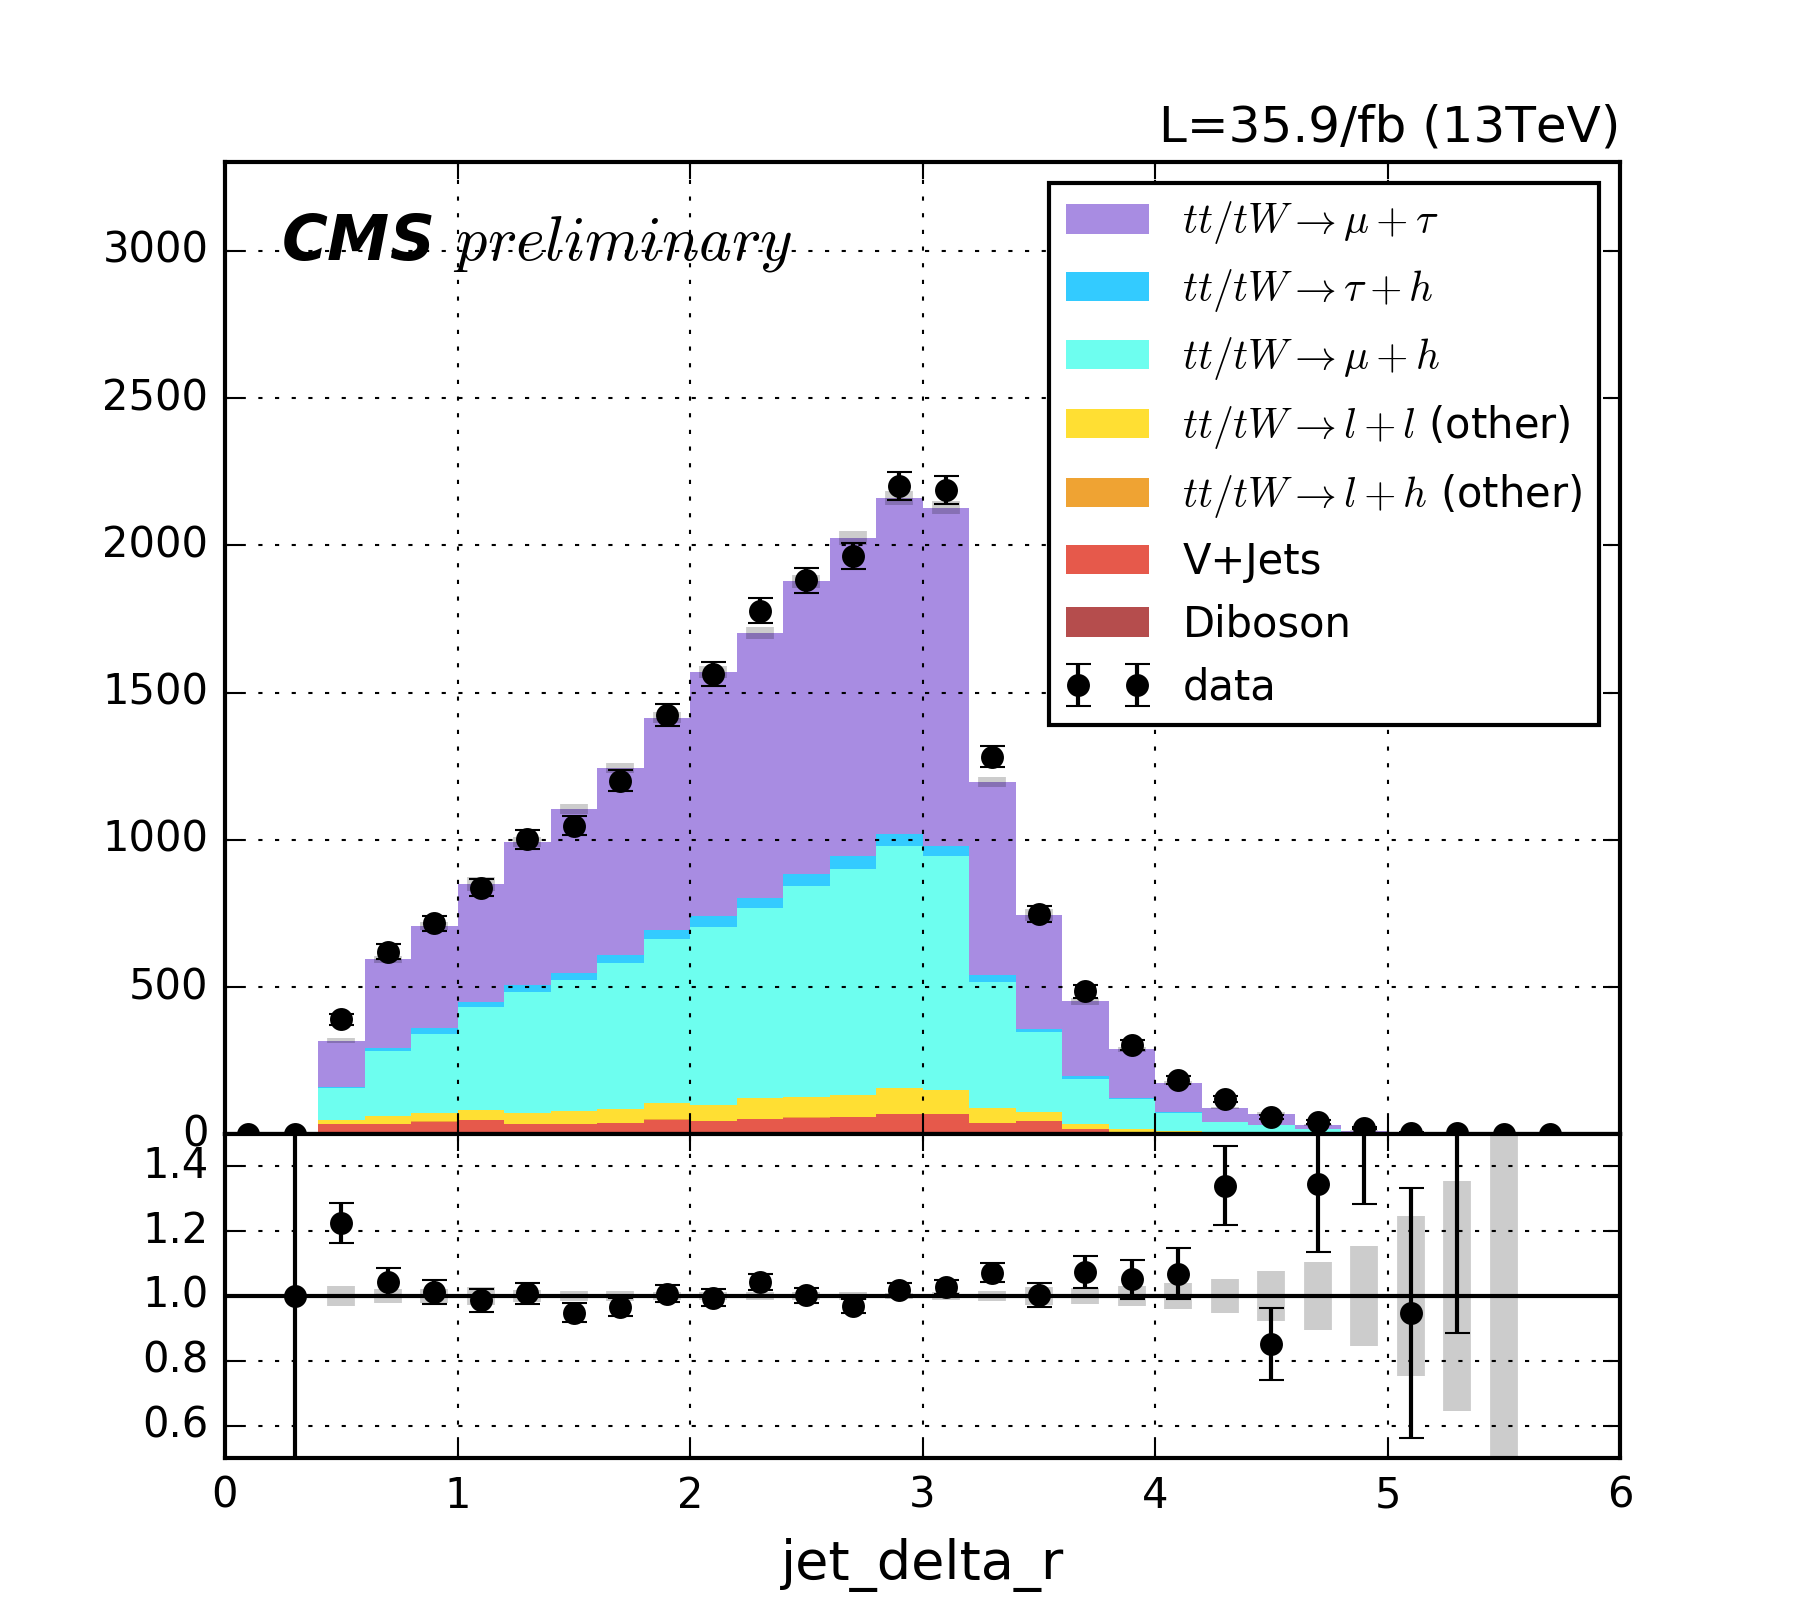 L=35.9/fb (13TeV)
CMS preliminary
3000
2500
2000
1500
1000
500
0
tt/tW→μ+τ
tt/tW→τ+h
tt/tW→μ+h
tt/tW→l+l (other)
tt/tW→l+h (other)
V+Jets
Diboson
data
1.4
1.2
1.0
0.8
0.6
0 1 2 3 4 5 6
jet_delta_r